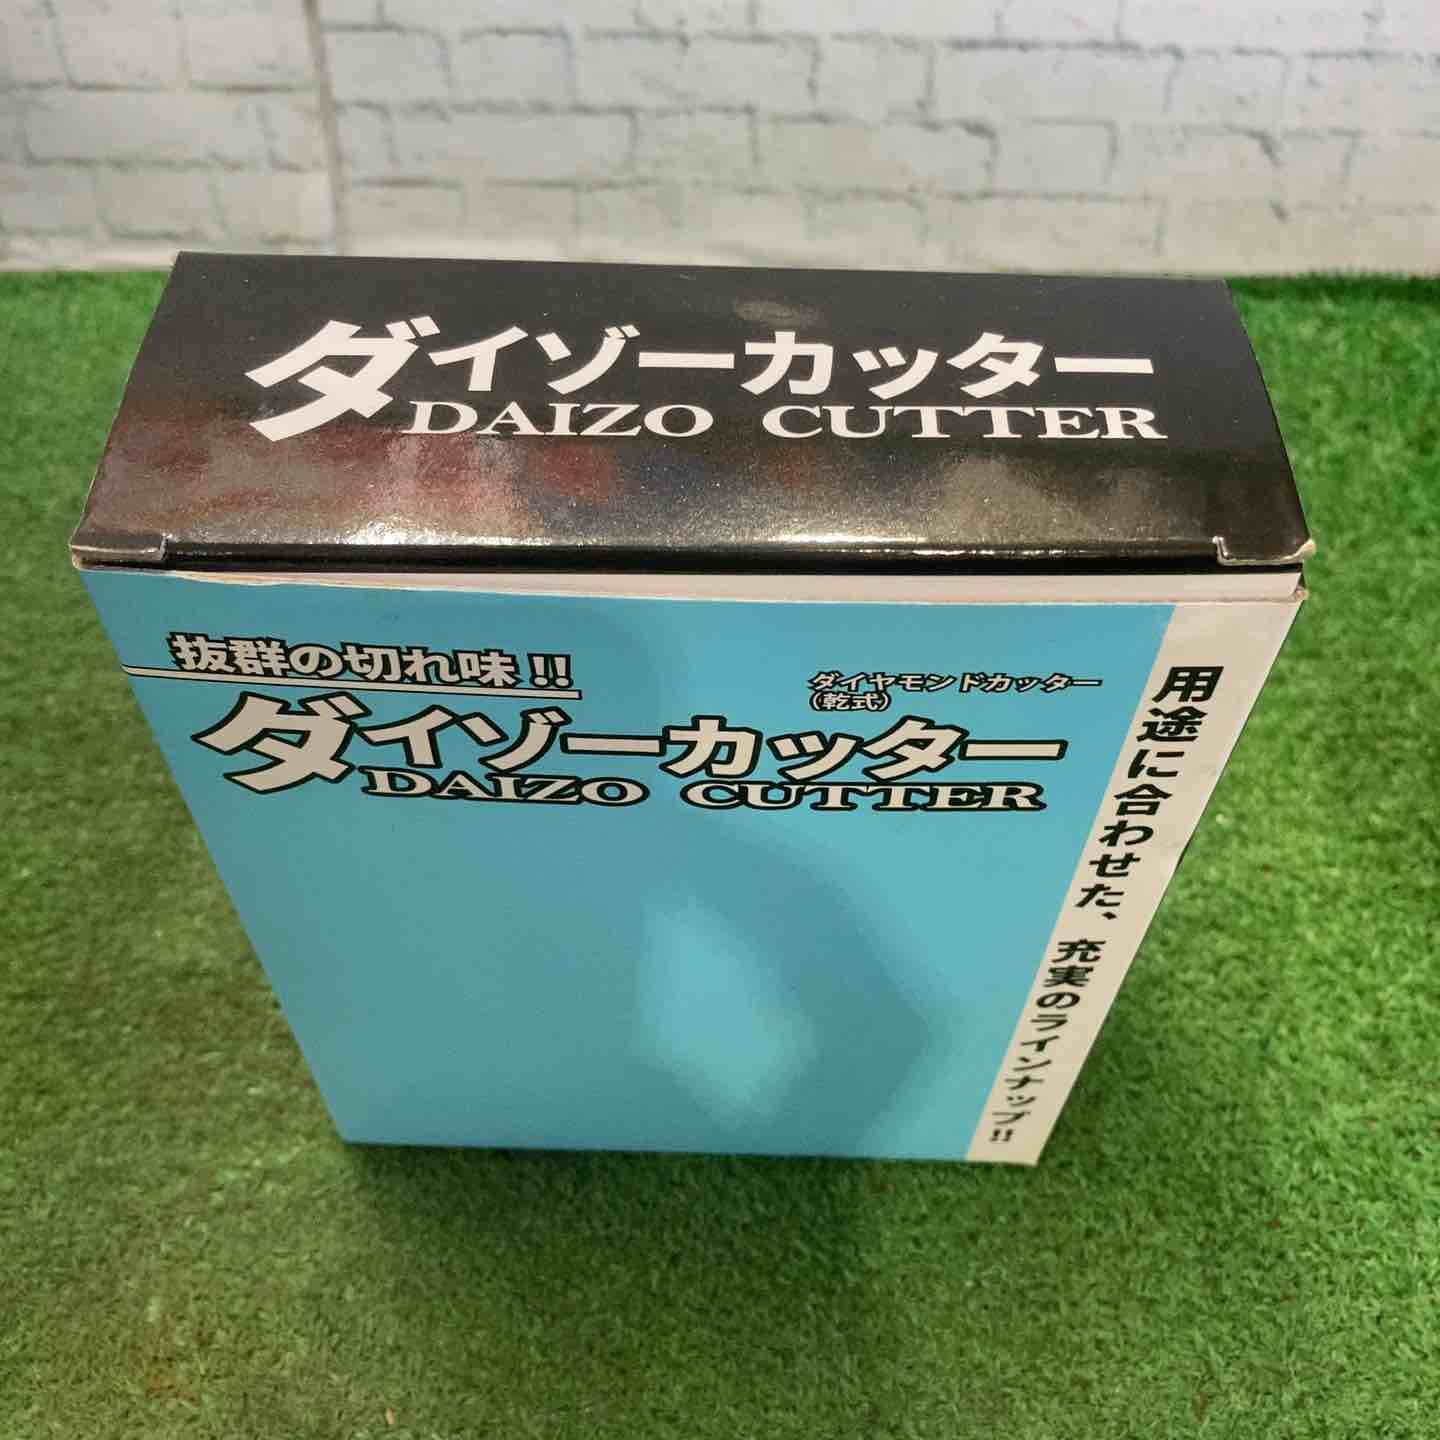 ダイゾーカッター
DAIZO CUTTER
抜群の切れ味!!
ダイヤモンドカッター
(乾式)
ダイゾーカッター
DAIZO CUTTER
用途に合わせた、充実のラインナップ!!